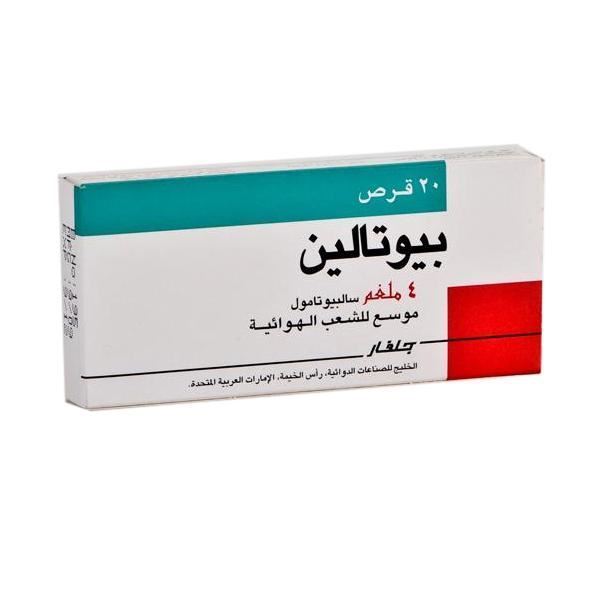 ٢٠ قرص
بيوتالين
٤ ملغم سالبيوتامول
موسع للشعب الهوائية
جلفار
الخليج للصناعات الدوائية، رأس الخيمة، الإمارات العربية المتحدة.